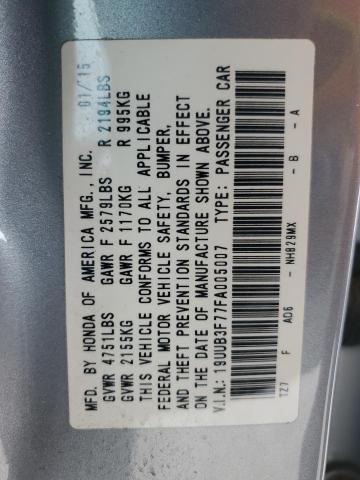 MFD. BY HONDA OF AMERICA MFG., INC. 01/15
GVWR 4751LBS GAWR F 2579LBS R 2194LBS
GVWR 2155KG GAWR F 1170KG R 995KG
THIS VEHICLE CONFORMS TO ALL APPLICABLE
FEDERAL MOTOR VEHICLE SAFETY, BUMPER,
AND THEFT PREVENTION STANDARDS IN EFFECT
ON THE DATE OF MANUFACTURE SHOWN ABOVE.
V.I.N.: 19UUB3F77FA005007 TYPE: PASSENGER CAR
TZ7 F AD6 - NH829MX - B - A